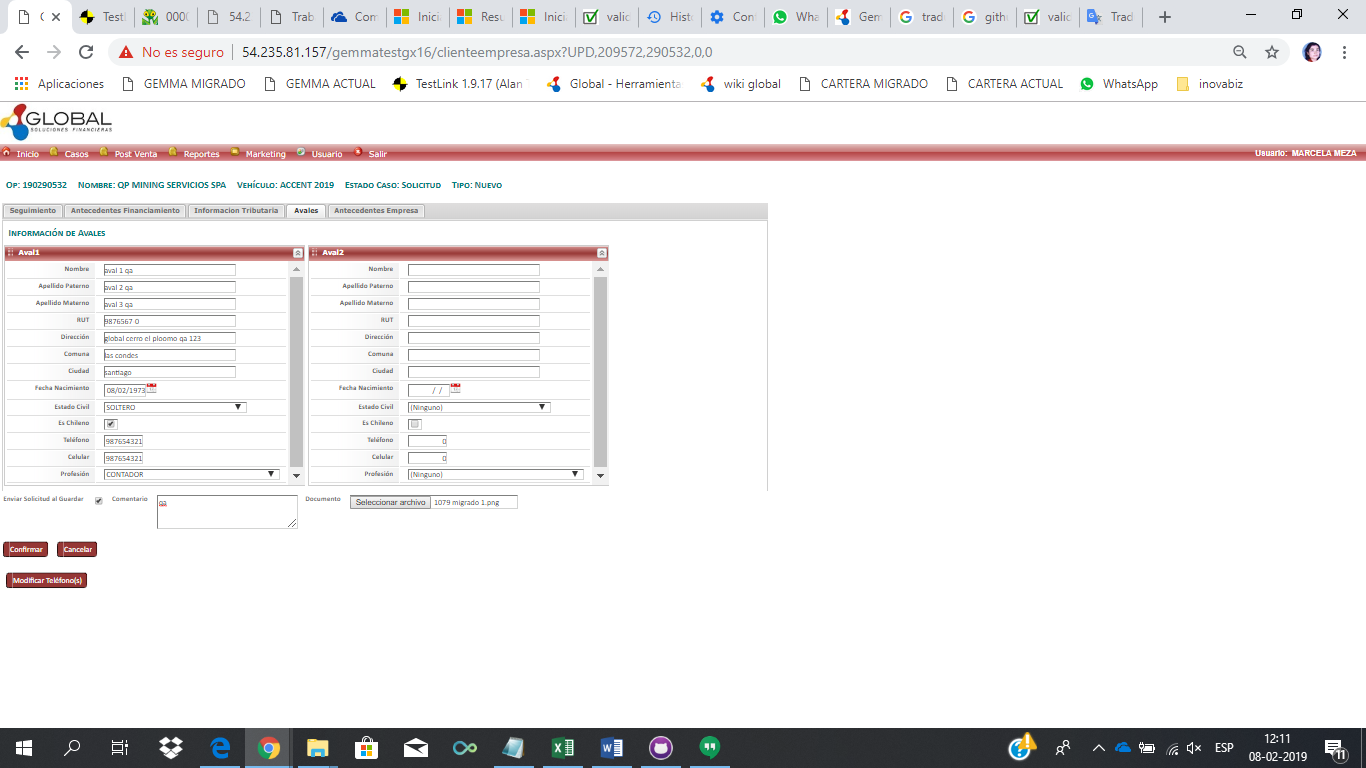 C
Testl
0000
54.2
Trab
Com
Inicia
Resu
Inicia
valid
Histo
Conf
Wha
Gem
tradu
githu
valid
Trad
No es seguro | 54.235.81.157/gemmatestgx16/clienteempresa.aspx?UPD,209572,290532,0,0
Aplicaciones GEMMA MIGRADO GEMMA ACTUAL TestLink 1.9.17 (Alan Global - Herramienta wiki global CARTERA MIGRADO CARTERA ACTUAL WhatsApp inovabiz
GLOBAL
SOLUCIONES FINANCIERAS
Inicio Casos Post Venta Reportes Marketing Usuario Salir Usuario: MARCELA MEZA
Op: 190290532 Nombre: QP MINING SERVICIOS SPA Vehículo: ACCENT 2019 Estado Caso: Solicitud Tipo: Nuevo
Seguimiento Antecedentes Financiamiento Informacion Tributaria Avales Antecedentes Empresa
Información de Avales
Aval1 Aval2
Nombre aval 1 qa Nombre
Apellido Paterno aval 2 qa Apellido Paterno
Apellido Materno aval 3 qa Apellido Materno
RUT 9876567-0 RUT
Dirección global cerro el ploomo qa 123 Dirección
Comuna las condes Comuna
Ciudad santiago Ciudad
Fecha Nacimiento 08/02/1973 Fecha Nacimiento / /
Estado Civil SOLTERO Estado Civil (Ninguno)
Es Chileno Es Chileno
Teléfono 987654321 Teléfono 0
Celular 987654321 Celular 0
Profesión CONTADOR Profesión (Ninguno)
Enviar Solicitud al Guardar Comentario qa Documento Seleccionar archivo 1079 migrado 1.png
Confirmar Cancelar
Modificar Teléfono(s)
ESP 12:11
08-02-2019 11